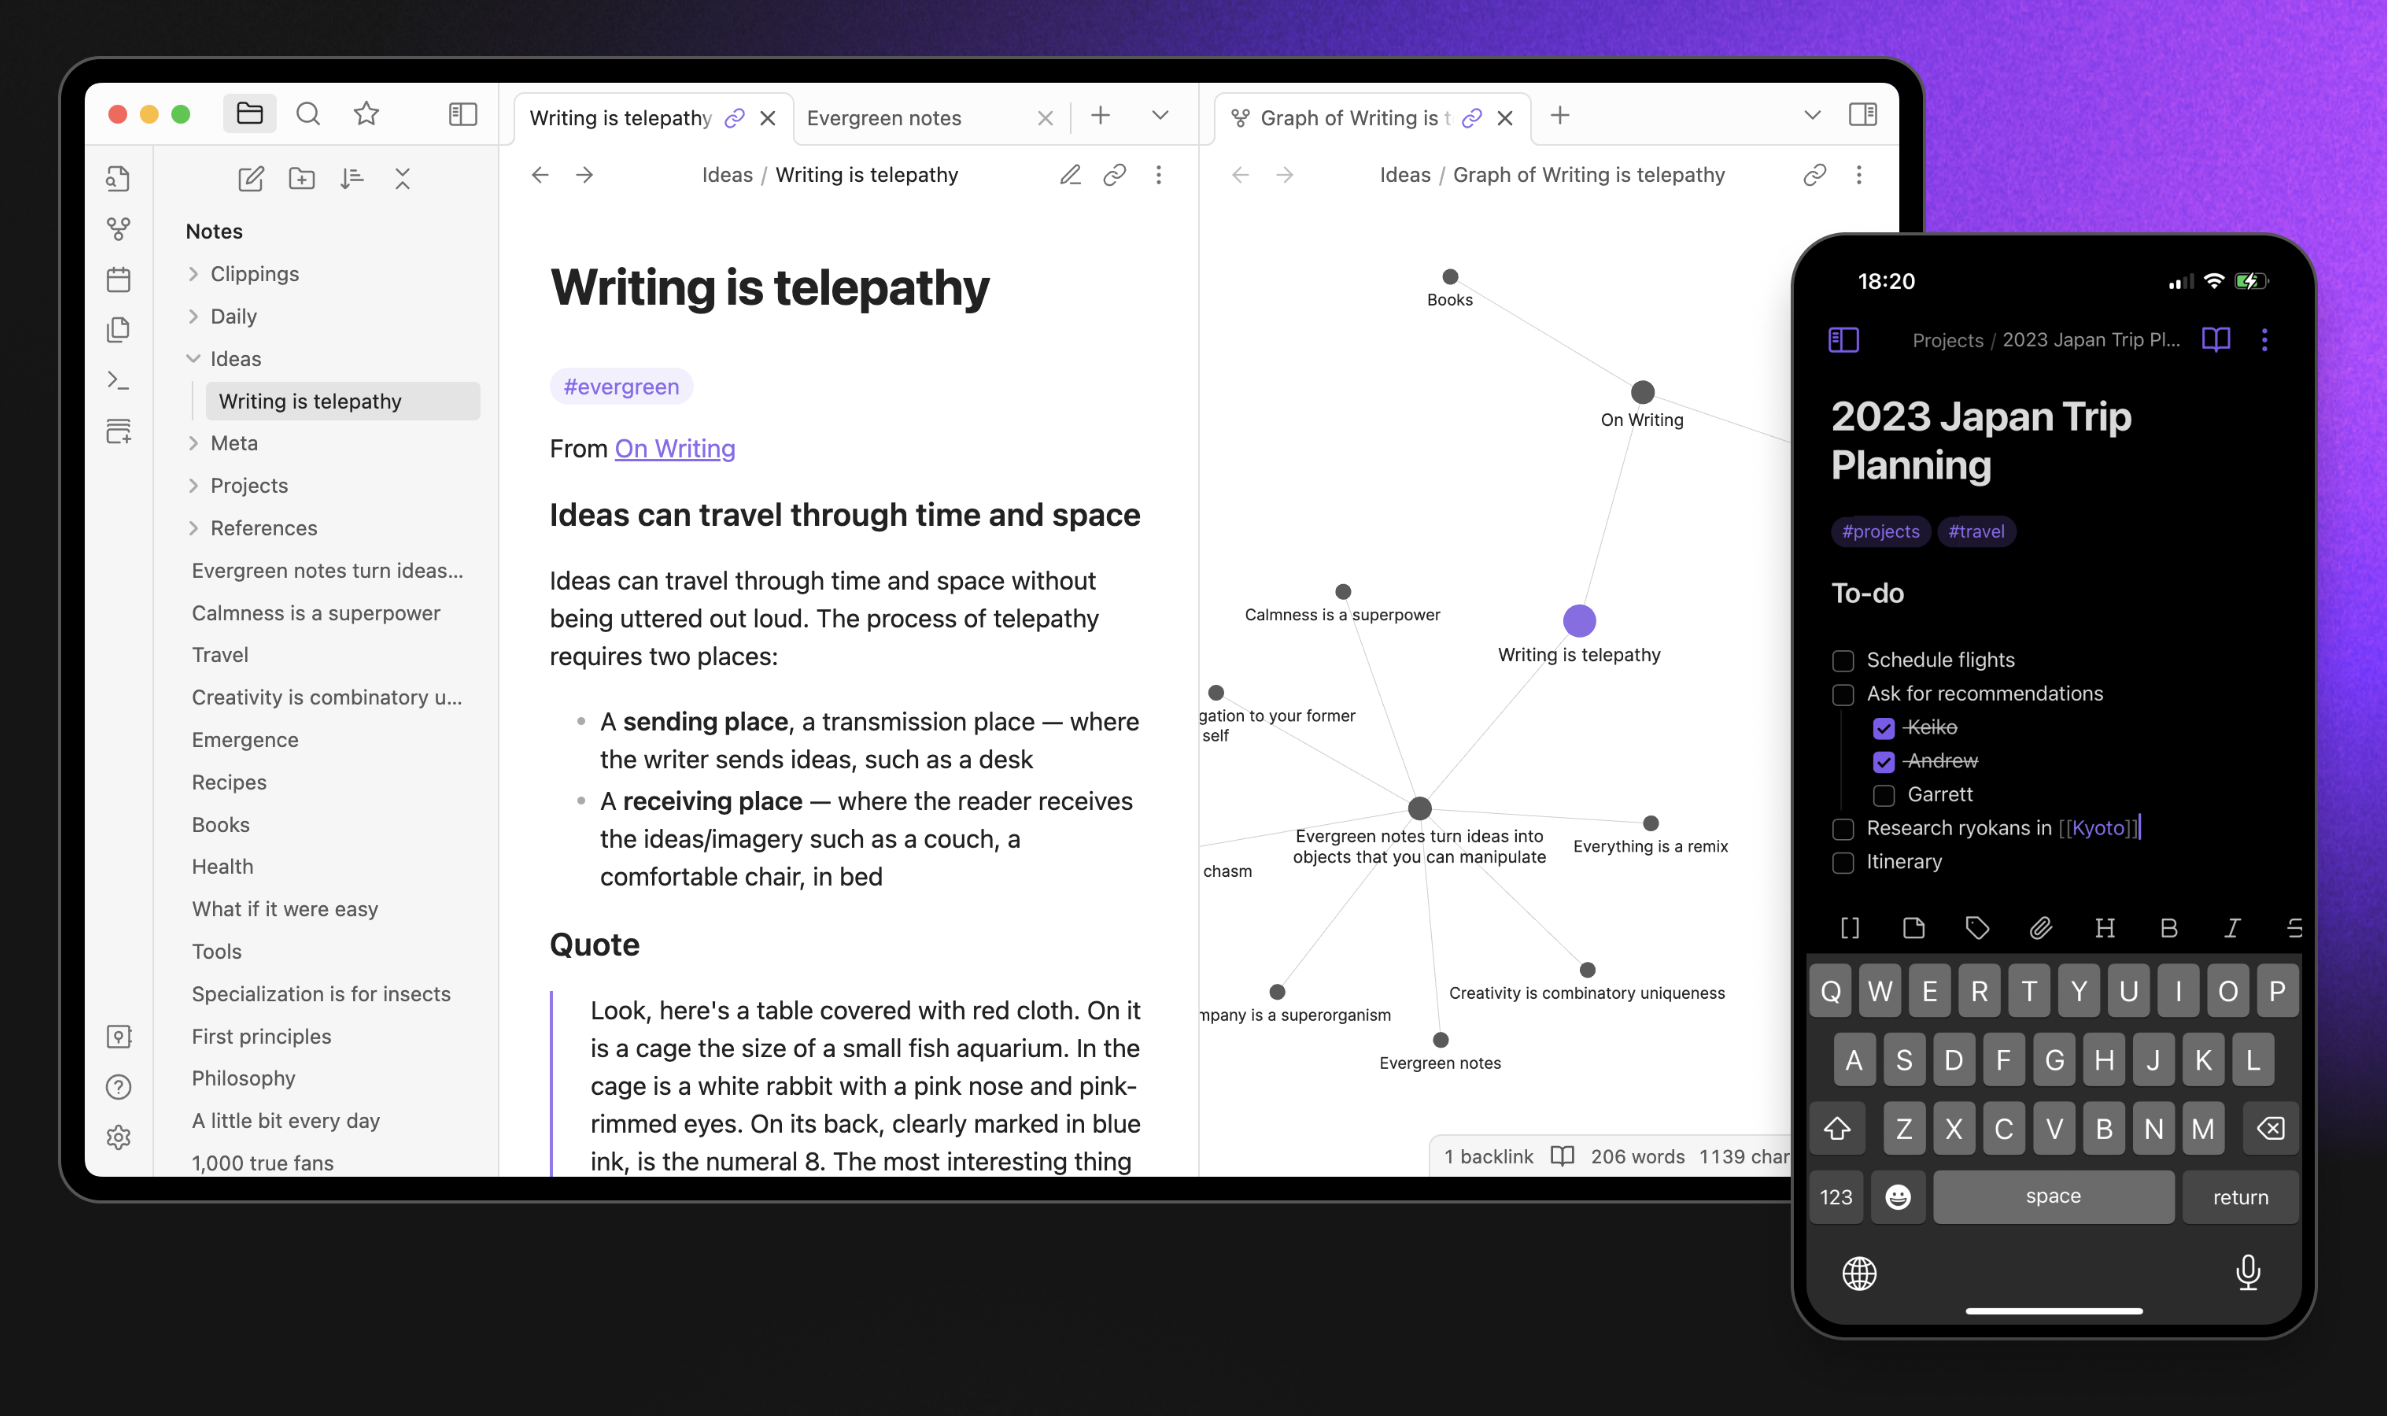 Writing is telepathy
Evergreen notes
Graph of Writing is t
Ideas / Writing is telepathy
Ideas / Graph of Writing is telepathy
Notes
Clippings
Daily
Ideas
Writing is telepathy
Meta
Projects
References
Evergreen notes turn ideas...
Calmness is a superpower
Travel
Creativity is combinatory u...
Emergence
Recipes
Books
Health
What if it were easy
Tools
Specialization is for insects
First principles
Philosophy
A little bit every day
1,000 true fans
Writing is telepathy
#evergreen
From On Writing
Ideas can travel through time and space
Ideas can travel through time and space without
being uttered out loud. The process of telepathy
requires two places:
A sending place, a transmission place — where
the writer sends ideas, such as a desk
A receiving place — where the reader receives
the ideas/imagery such as a couch, a
comfortable chair, in bed
Quote
Look, here's a table covered with red cloth. On it
is a cage the size of a small fish aquarium. In the
cage is a white rabbit with a pink nose and pink-
rimmed eyes. On its back, clearly marked in blue
ink, is the numeral 8. The most interesting thing
Books
On Writing
Calmness is a superpower
Writing is telepathy
gation to your former
self
Evergreen notes turn ideas into
objects that you can manipulate
Everything is a remix
chasm
Creativity is combinatory uniqueness
mpany is a superorganism
Evergreen notes
1 backlink 206 words 1139 char
18:20
Projects / 2023 Japan Trip Pl...
2023 Japan Trip
Planning
#projects #travel
To-do
Schedule flights
Ask for recommendations
Keiko
Andrew
Garrett
Research ryokans in [[Kyoto]]
Itinerary
[] H B I S
Q W E R T Y U I O P
A S D F G H J K L
Z X C V B N M
123 space return